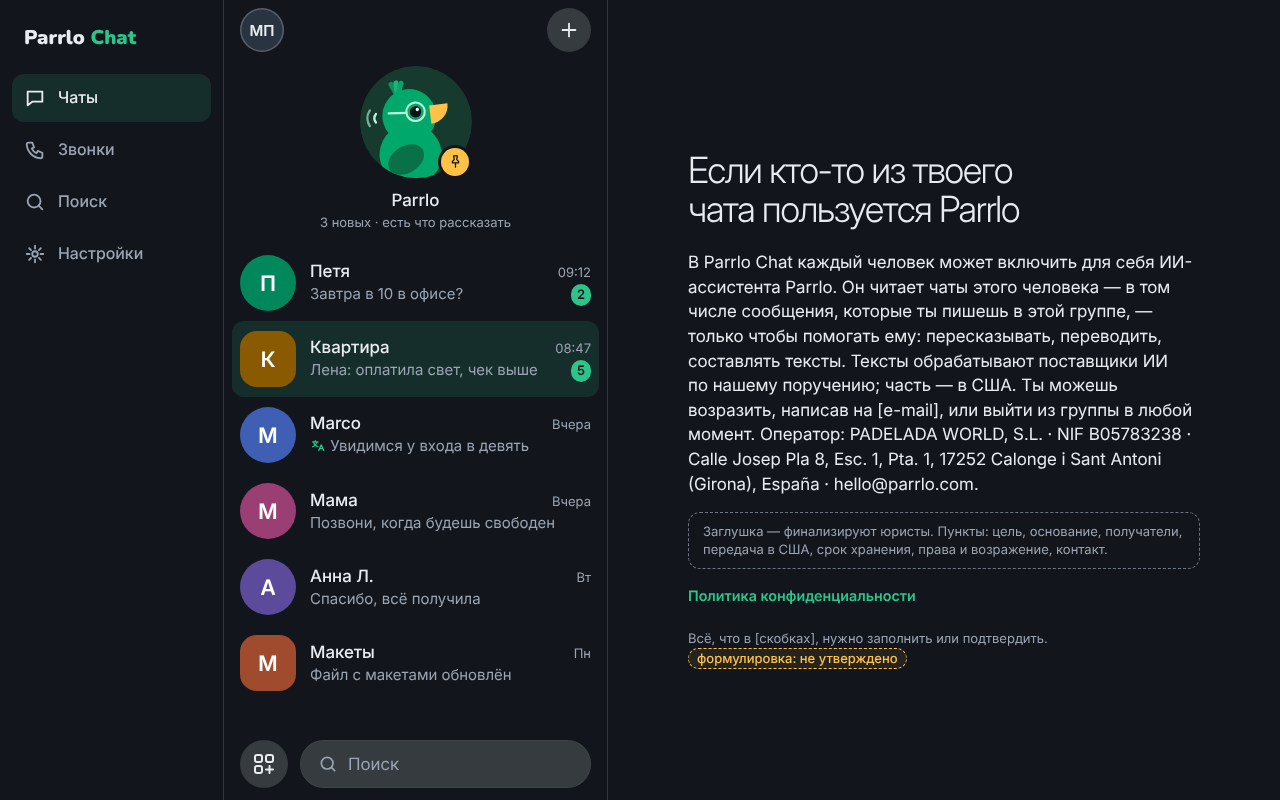 Parrlo Chat
Чаты
Звонки
Поиск
Настройки
МП
Parrlo
3 новых · есть что рассказать
П
Петя
09:12
Завтра в 10 в офисе?
2
К
Квартира
08:47
Лена: оплатила свет, чек выше
5
M
Marco
Вчера
Увидимся у входа в девять
М
Мама
Вчера
Позвони, когда будешь свободен
А
Анна Л.
Вт
Спасибо, всё получила
М
Макеты
Пн
Файл с макетами обновлён
Поиск
Если кто-то из твоего
чата пользуется Parrlo
В Parrlo Chat каждый человек может включить для себя ИИ-
ассистента Parrlo. Он читает чаты этого человека — в том
числе сообщения, которые ты пишешь в этой группе, —
только чтобы помогать ему: пересказывать, переводить,
составлять тексты. Тексты обрабатывают поставщики ИИ
по нашему поручению; часть — в США. Ты можешь
возразить, написав на [e-mail], или выйти из группы в любой
момент. Оператор: PADELADA WORLD, S.L. · NIF B05783238 ·
Calle Josep Pla 8, Esc. 1, Pta. 1, 17252 Calonge i Sant Antoni
(Girona), España · hello@parrlo.com.
Заглушка — финализируют юристы. Пункты: цель, основание, получатели,
передача в США, срок хранения, права и возражение, контакт.
Политика конфиденциальности
Всё, что в [скобках], нужно заполнить или подтвердить.
формулировка: не утверждено